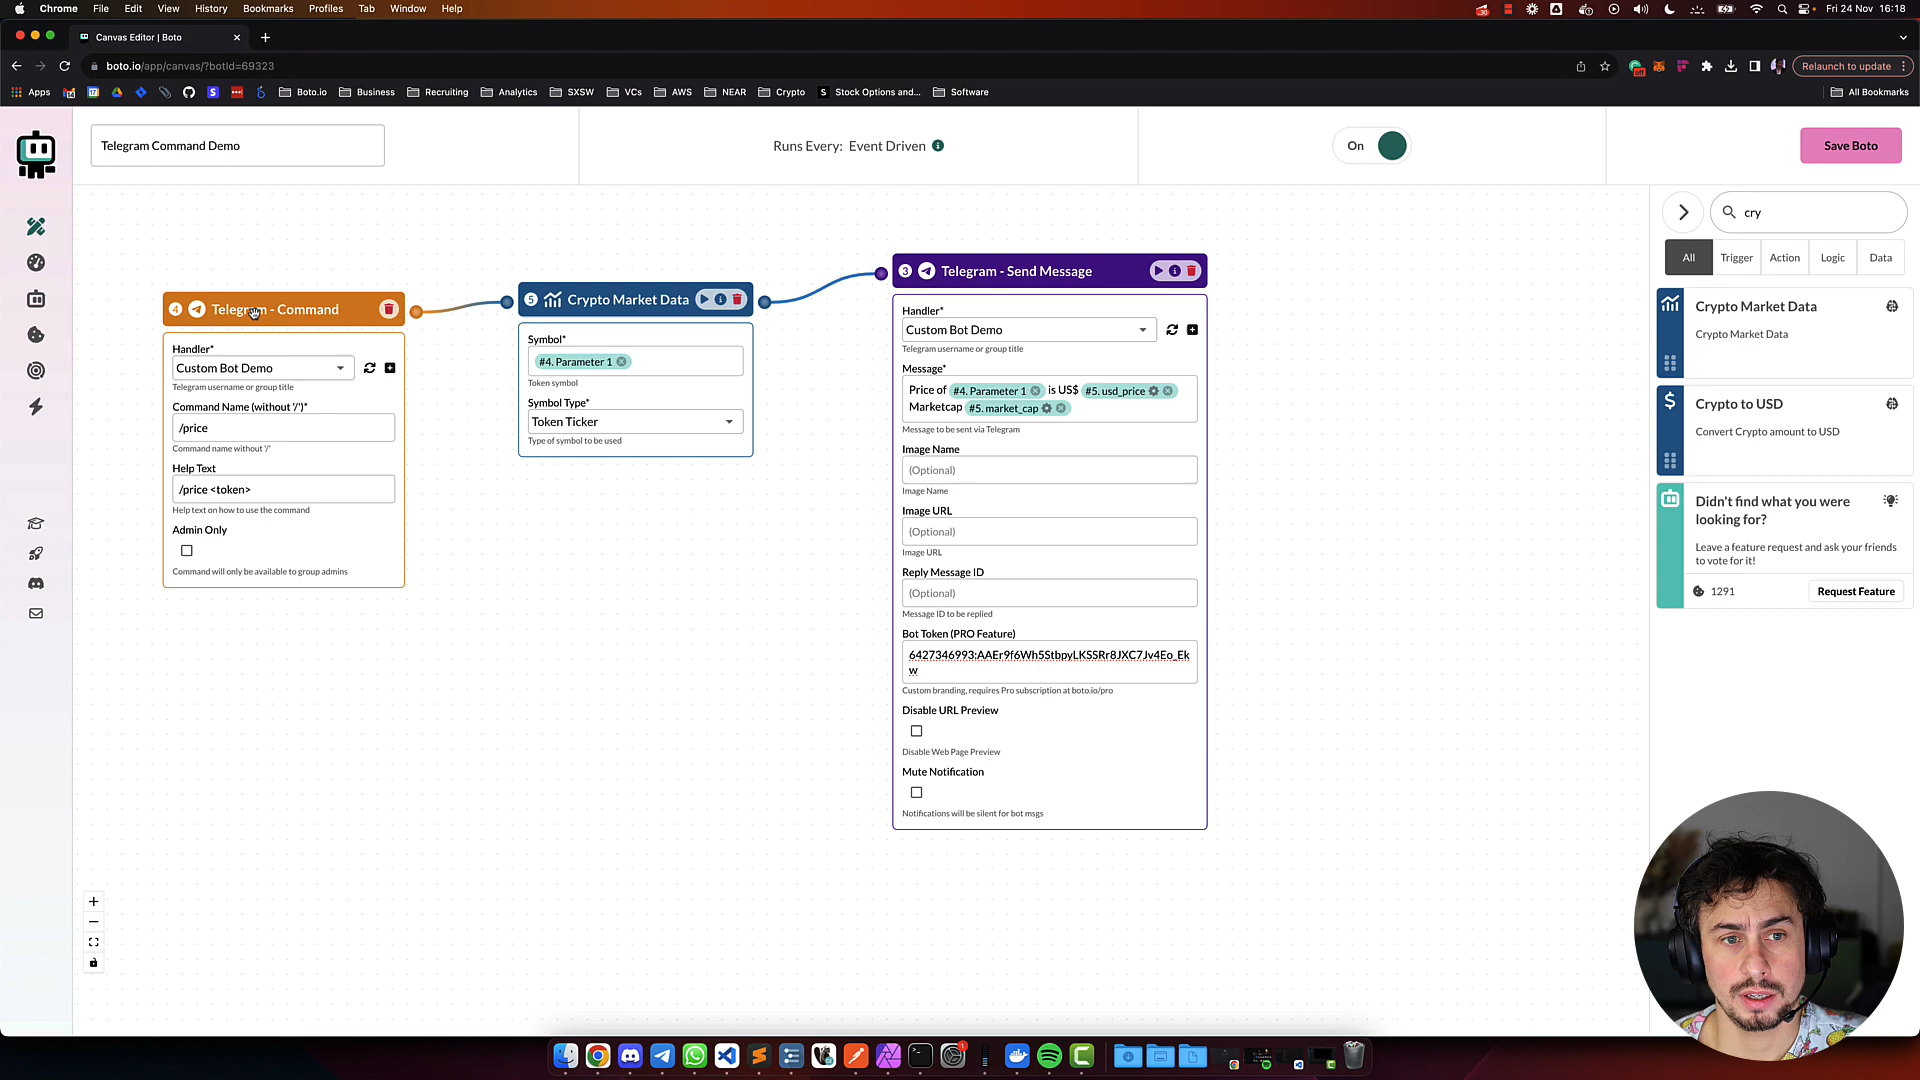 Chrome File Edit View History Bookmarks Profiles Tab Window Help
Fri 24 Nov 16:18
Canvas Editor | Boto
boto.io/app/canvas/?botId=69323
Relaunch to update
Apps
Boto.io Business Recruiting Analytics SXSW VCs AWS NEAR Crypto Stock Options and... Software
All Bookmarks
Telegram Command Demo
Runs Every: Event Driven
On
Save Boto
cry
All Trigger Action Logic Data
Crypto Market Data
Crypto Market Data
Crypto to USD
Convert Crypto amount to USD
Didn't find what you were
looking for?
Leave a feature request and ask your friends
to vote for it!
1291 Request Feature
4 Telegram - Command
Handler*
Custom Bot Demo
Telegram username or group title
Command Name (without '/')*
/price
Command name without '/'
Help Text
/price <token>
Help text on how to use the command
Admin Only
Command will only be available to group admins
5 Crypto Market Data
Symbol*
#4. Parameter 1
Token symbol
Symbol Type*
Token Ticker
Type of symbol to be used
3 Telegram - Send Message
Handler*
Custom Bot Demo
Telegram username or group title
Message*
Price of #4. Parameter 1 is US$ #5. usd_price
Marketcap #5. market_cap
Message to be sent via Telegram
Image Name
(Optional)
Image Name
Image URL
(Optional)
Image URL
Reply Message ID
(Optional)
Message ID to be replied
Bot Token (PRO Feature)
6427346993:AAEr9f6Wh5StbpyLKSSRr8JXC7Jv4Eo_Ek
w
Custom branding, requires Pro subscription at boto.io/pro
Disable URL Preview
Disable Web Page Preview
Mute Notification
Notifications will be silent for bot msgs